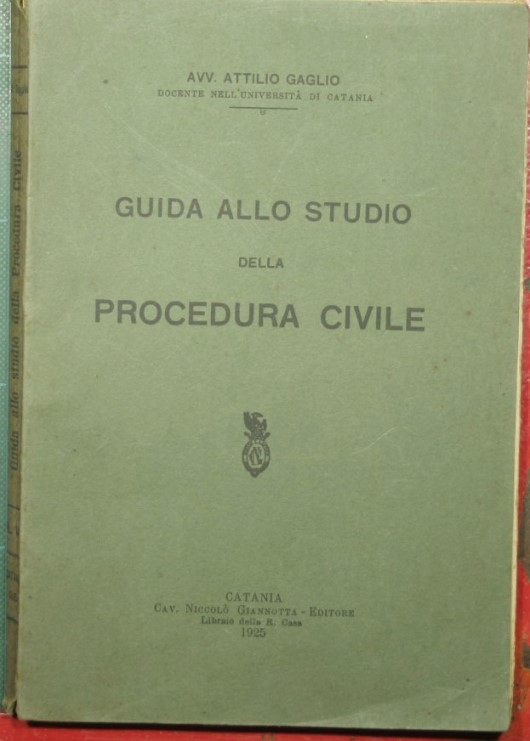 AVV. ATTILIO GAGLIO
DOCENTE NELL'UNIVERSITÀ DI CATANIA
GUIDA ALLO STUDIO
DELLA
PROCEDURA CIVILE
CATANIA
CAV. NICCOLÒ GIANNOTTA - EDITORE
Libraio della R. Casa
1925
Guida allo studio della Procedura Civile